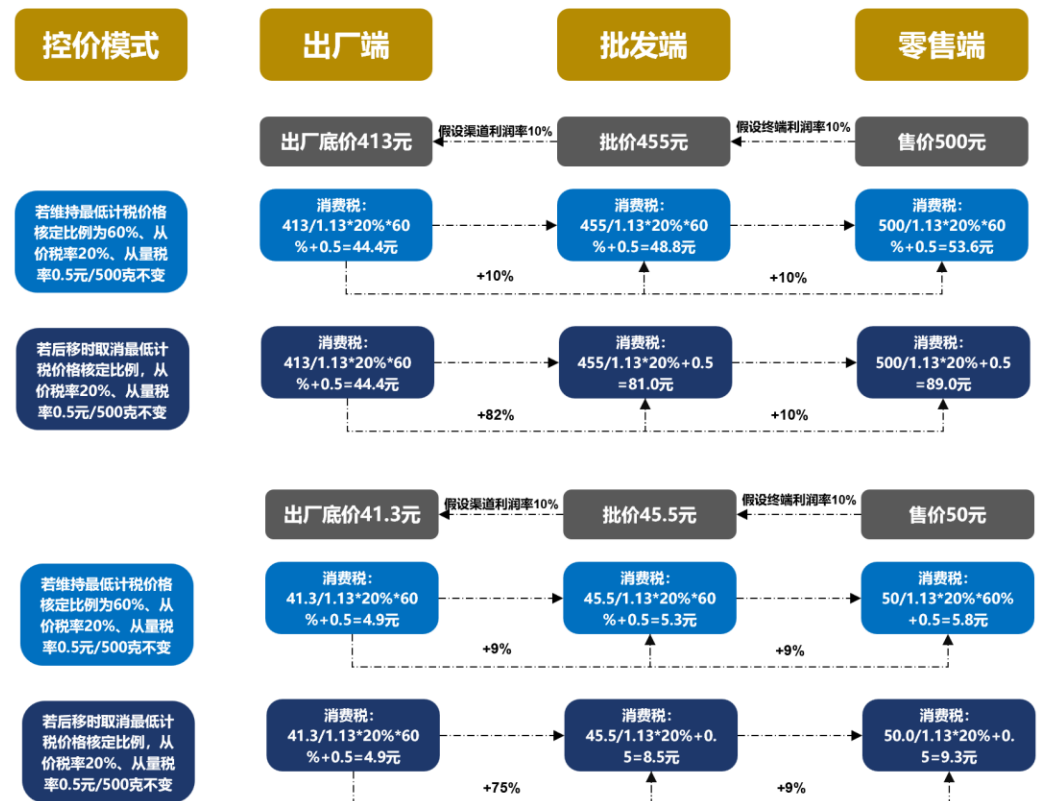 控价模式
出厂端
批发端
零售端
出厂底价413元
假设渠道利润率10%
批价455元
假设终端利润率10%
售价500元
若维持最低计税价格
核定比例为60%、从
价税率20%、从量税
率0.5元/500克不变
消费税：
413/1.13*20%*60
%+0.5=44.4元
消费税：
455/1.13*20%*60
%+0.5=48.8元
消费税：
500/1.13*20%*60
%+0.5=53.6元
+10%
+10%
若后移时取消最低计
税价格核定比例，从
价税率20%、从量税
率0.5元/500克不变
消费税：
413/1.13*20%*60
%+0.5=44.4元
消费税：
455/1.13*20%+0.5
=81.0元
消费税：
500/1.13*20%+0.5
=89.0元
+82%
+10%
出厂底价41.3元
假设渠道利润率10%
批价45.5元
假设终端利润率10%
售价50元
若维持最低计税价格
核定比例为60%、从
价税率20%、从量税
率0.5元/500克不变
消费税：
41.3/1.13*20%*60
%+0.5=4.9元
消费税：
45.5/1.13*20%*60
%+0.5=5.3元
消费税：
50/1.13*20%*60%
+0.5=5.8元
+9%
+9%
若后移时取消最低计
税价格核定比例，从
价税率20%、从量税
率0.5元/500克不变
消费税：
41.3/1.13*20%*60
%+0.5=4.9元
消费税：
45.5/1.13*20%+0.
5=8.5元
消费税：
50.0/1.13*20%+0.
5=9.3元
+75%
+9%